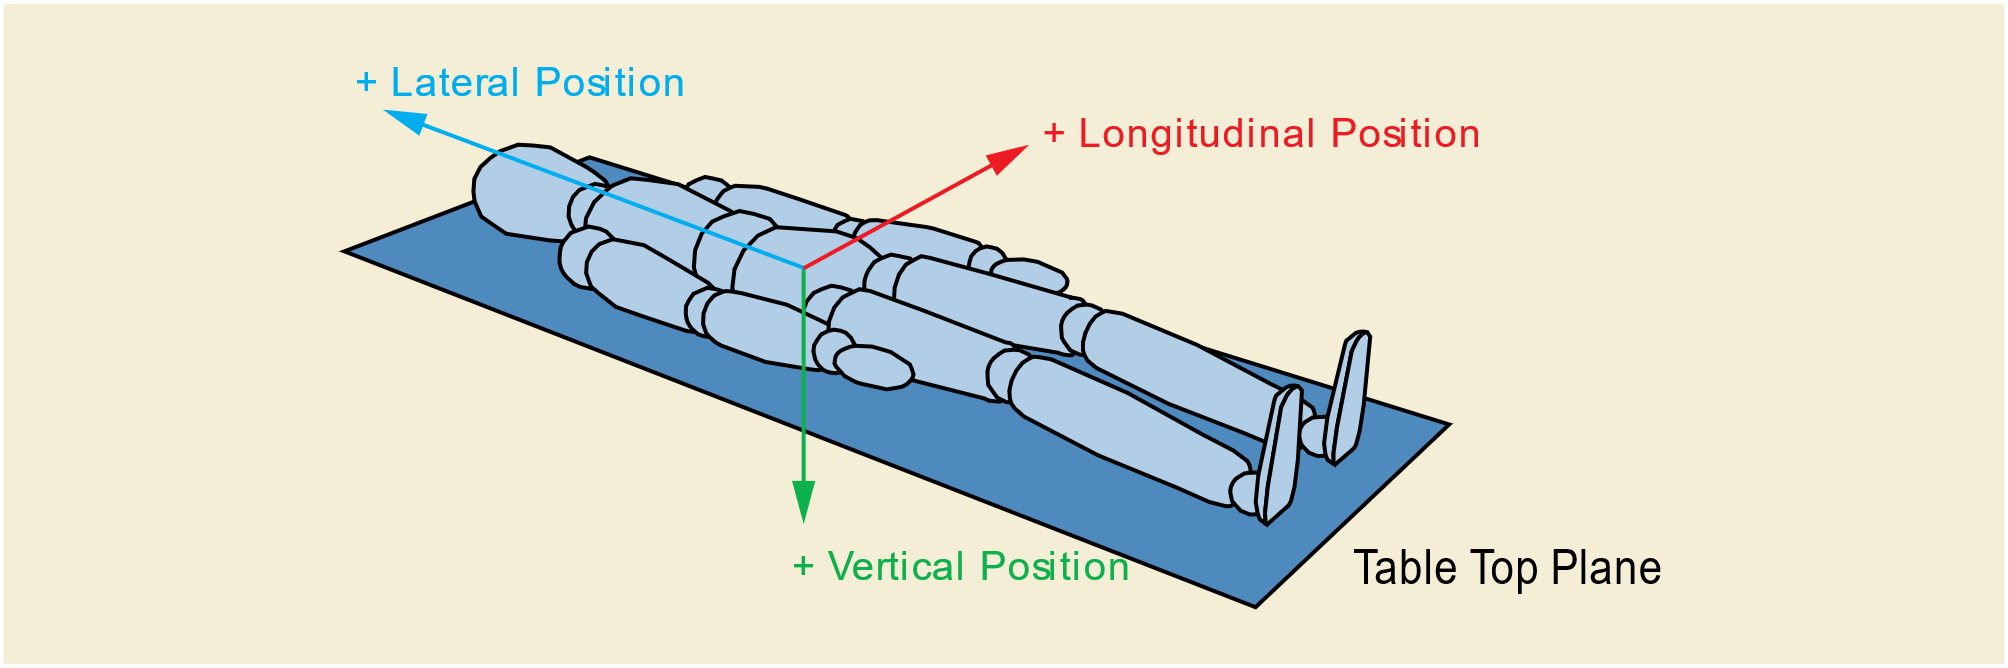 + Lateral Position
+ Longitudinal Position
+ Vertical Position
Table Top Plane